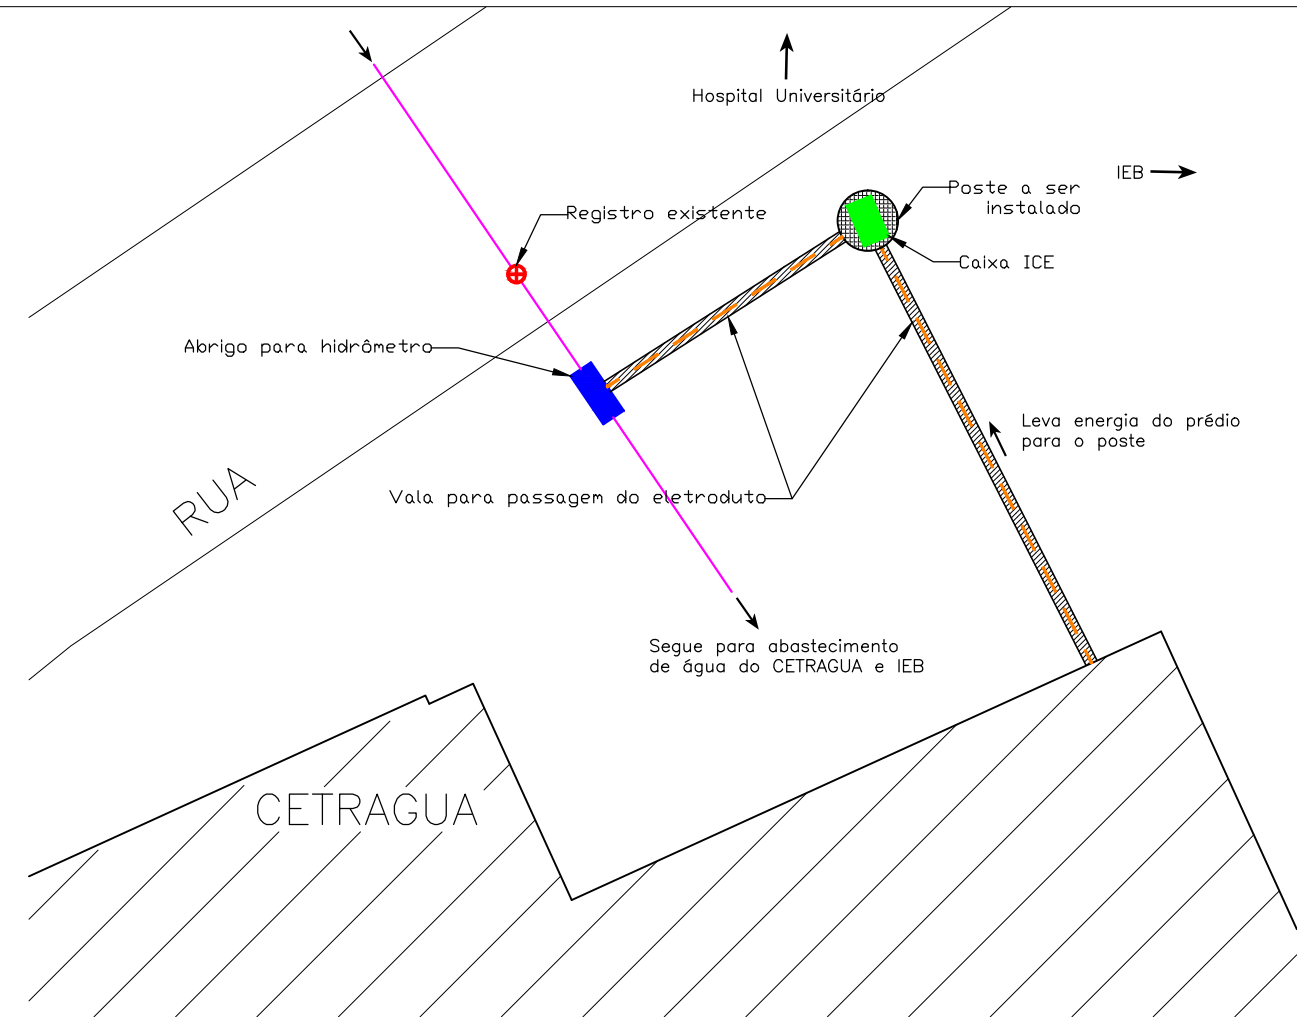 Hospital Universitário
IEB
Poste a ser
instalado
Registro existente
Caixa ICE
Abrigo para hidrômetro
Leva energia do prédio
para o poste
RUA
Vala para passagem do eletroduto
Segue para abastecimento
de água do CETRAGUA e IEB
CETRAGUA